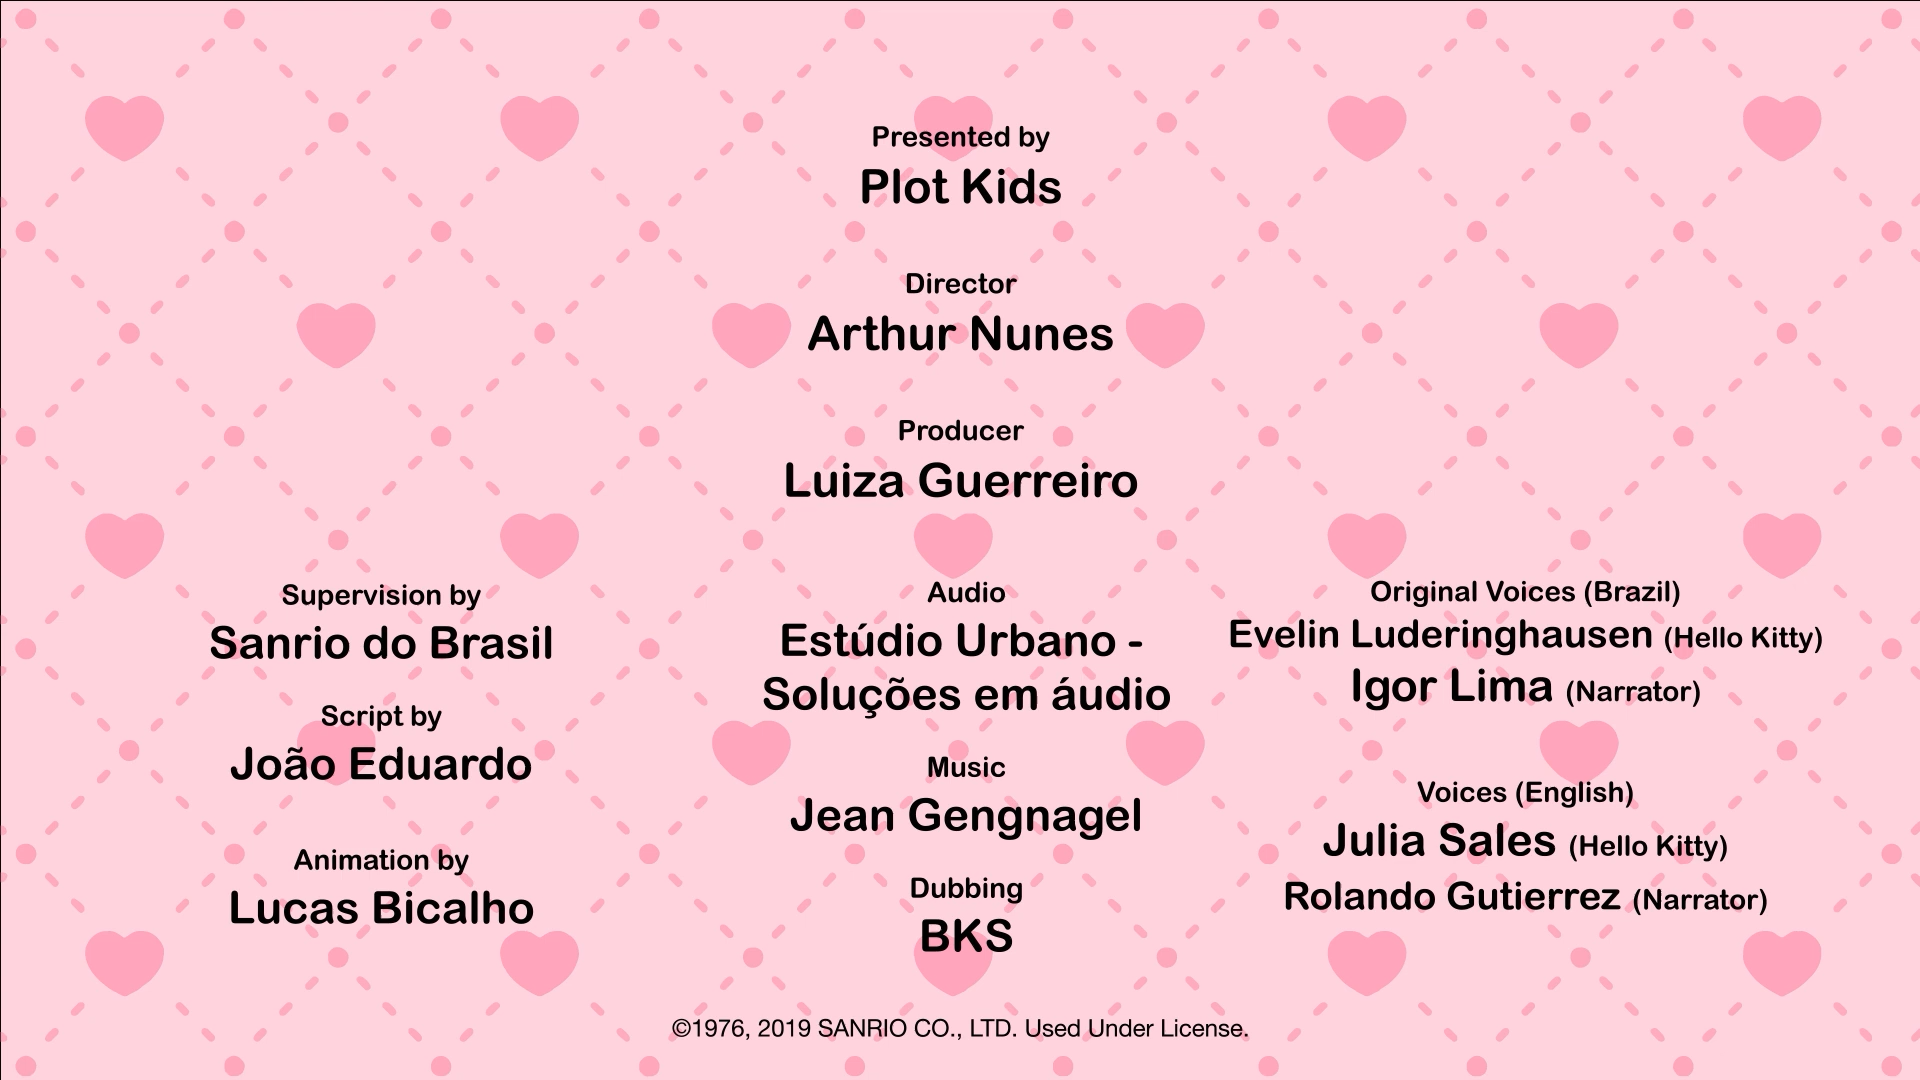 Presented by
Plot Kids
Director
Arthur Nunes
Producer
Luiza Guerreiro
Supervision by
Sanrio do Brasil
Script by
João Eduardo
Animation by
Lucas Bicalho
Audio
Estúdio Urbano -
Soluções em áudio
Music
Jean Gengnagel
Dubbing
BKS
Original Voices (Brazil)
Evelin Luderinghausen (Hello Kitty)
Igor Lima (Narrator)
Voices (English)
Julia Sales (Hello Kitty)
Rolando Gutierrez (Narrator)
©1976, 2019 SANRIO CO., LTD. Used Under License.